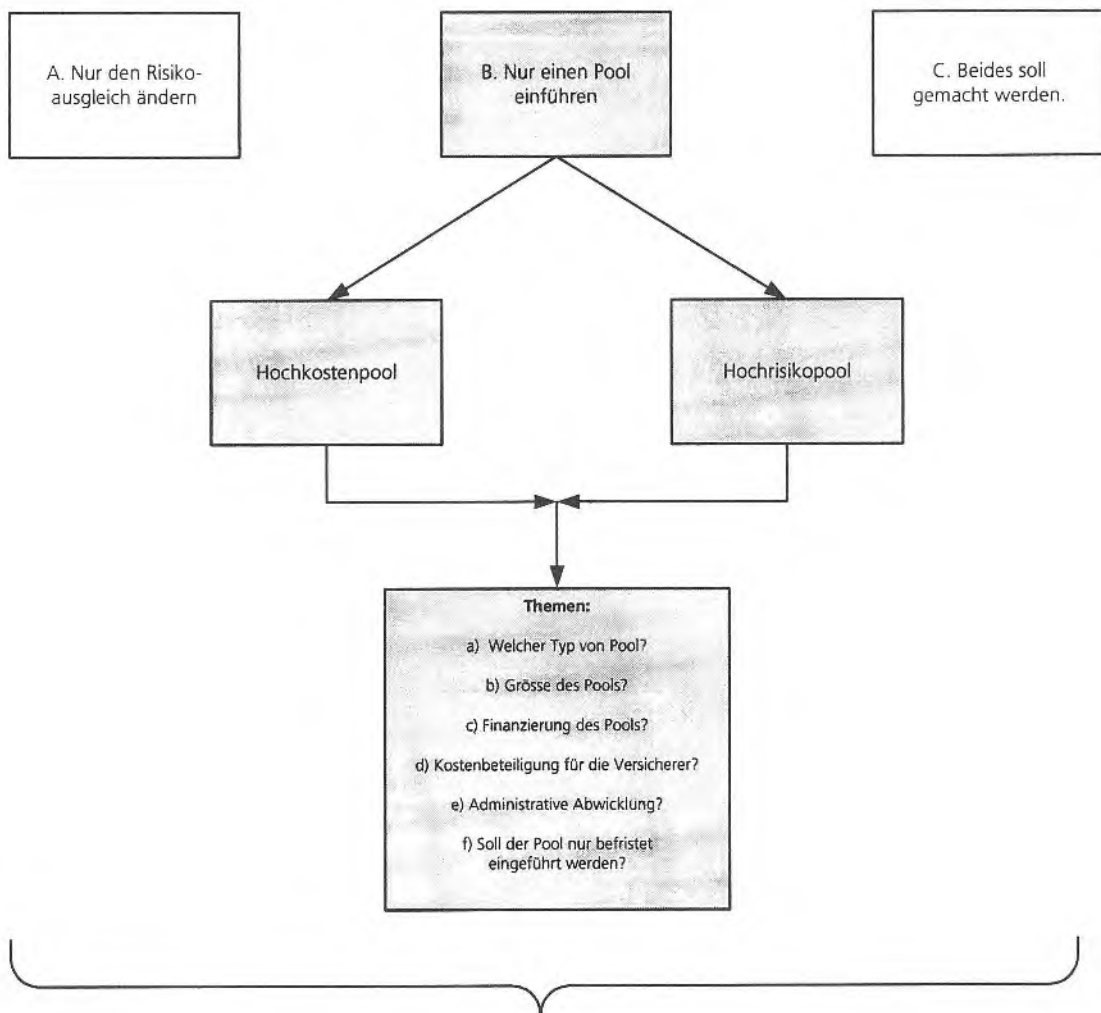 A. Nur den Risiko-
ausgleich ändern
B. Nur einen Pool
einführen
C. Beides soll
gemacht werden.
Hochkostenpool
Hochrisikopool
Themen:
a) Welcher Typ von Pool?
b) Grösse des Pools?
c) Finanzierung des Pools?
d) Kostenbeteiligung für die Versicherer?
e) Administrative Abwicklung?
f) Soll der Pool nur befristet
eingeführt werden?